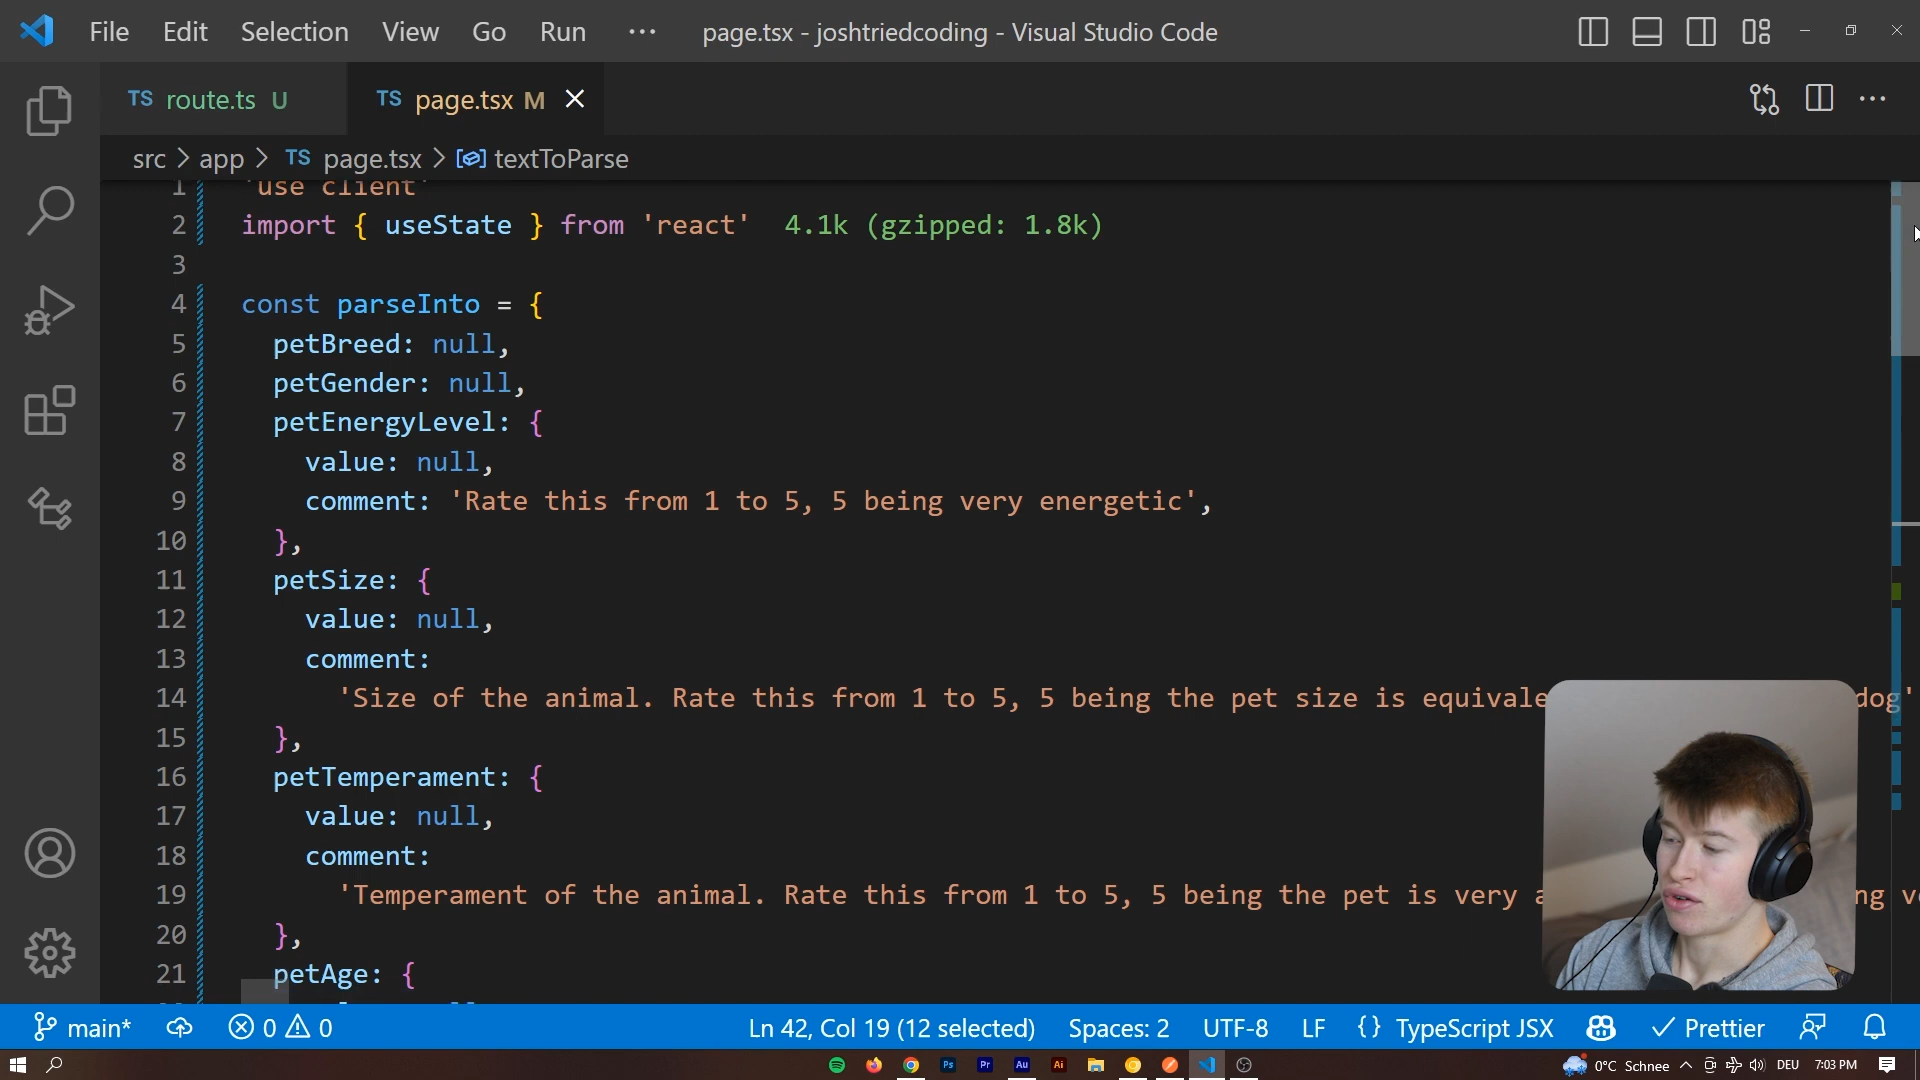 File Edit Selection View Go Run ··· page.tsx - joshtriedcoding - Visual Studio Code
TS route.ts U TS page.tsx M
src > app > TS page.tsx > textToParse
1 'use client'
2 import { useState } from 'react' 4.1k (gzipped: 1.8k)
3
4 const parseInto = {
5 petBreed: null,
6 petGender: null,
7 petEnergyLevel: {
8 value: null,
9 comment: 'Rate this from 1 to 5, 5 being very energetic',
10 },
11 petSize: {
12 value: null,
13 comment:
14 'Size of the animal. Rate this from 1 to 5, 5 being the pet size is dog'
15 },
16 petTemperament: {
17 value: null,
18 comment:
19 'Temperament of the animal. Rate this from 1 to 5, 5 being the pet is very
20 },
21 petAge: {
main* 0 0 Ln 42, Col 19 (12 selected) Spaces: 2 UTF-8 LF {} TypeScript JSX Prettier
Ps Pr Au Ai 0°C Schnee DEU 7:03 PM